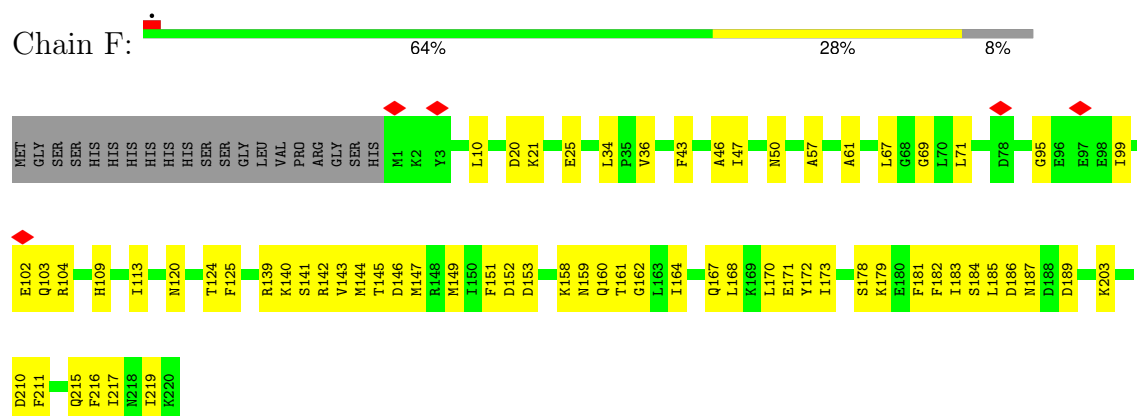 Chain F:
64% 28% 8%
MET GLY SER SER HIS HIS HIS HIS HIS HIS SER SER GLY LEU VAL PRO ARG GLY SER HIS M1 K2 Y3 L10 D20 K21 E25 L34 P35 V36 F43 A46 I47 N50 A57 A61 L67 G68 G69 L70 L71 D78 G95 E96 E97 E98 I99
E102 Q103 R104 H109 I113 N120 T124 F125 R139 K140 S141 R142 V143 M144 T145 D146 M147 R148 M149 I150 F151 D152 D153 K158 N159 Q160 T161 G162 L163 I164 Q167 L168 K169 L170 E171 Y172 I173 S178 K179 E180 F181 F182 I183 S184 L185 D186 N187 D188 D189 K203
D210 F211 Q215 F216 I217 N218 I219 K220